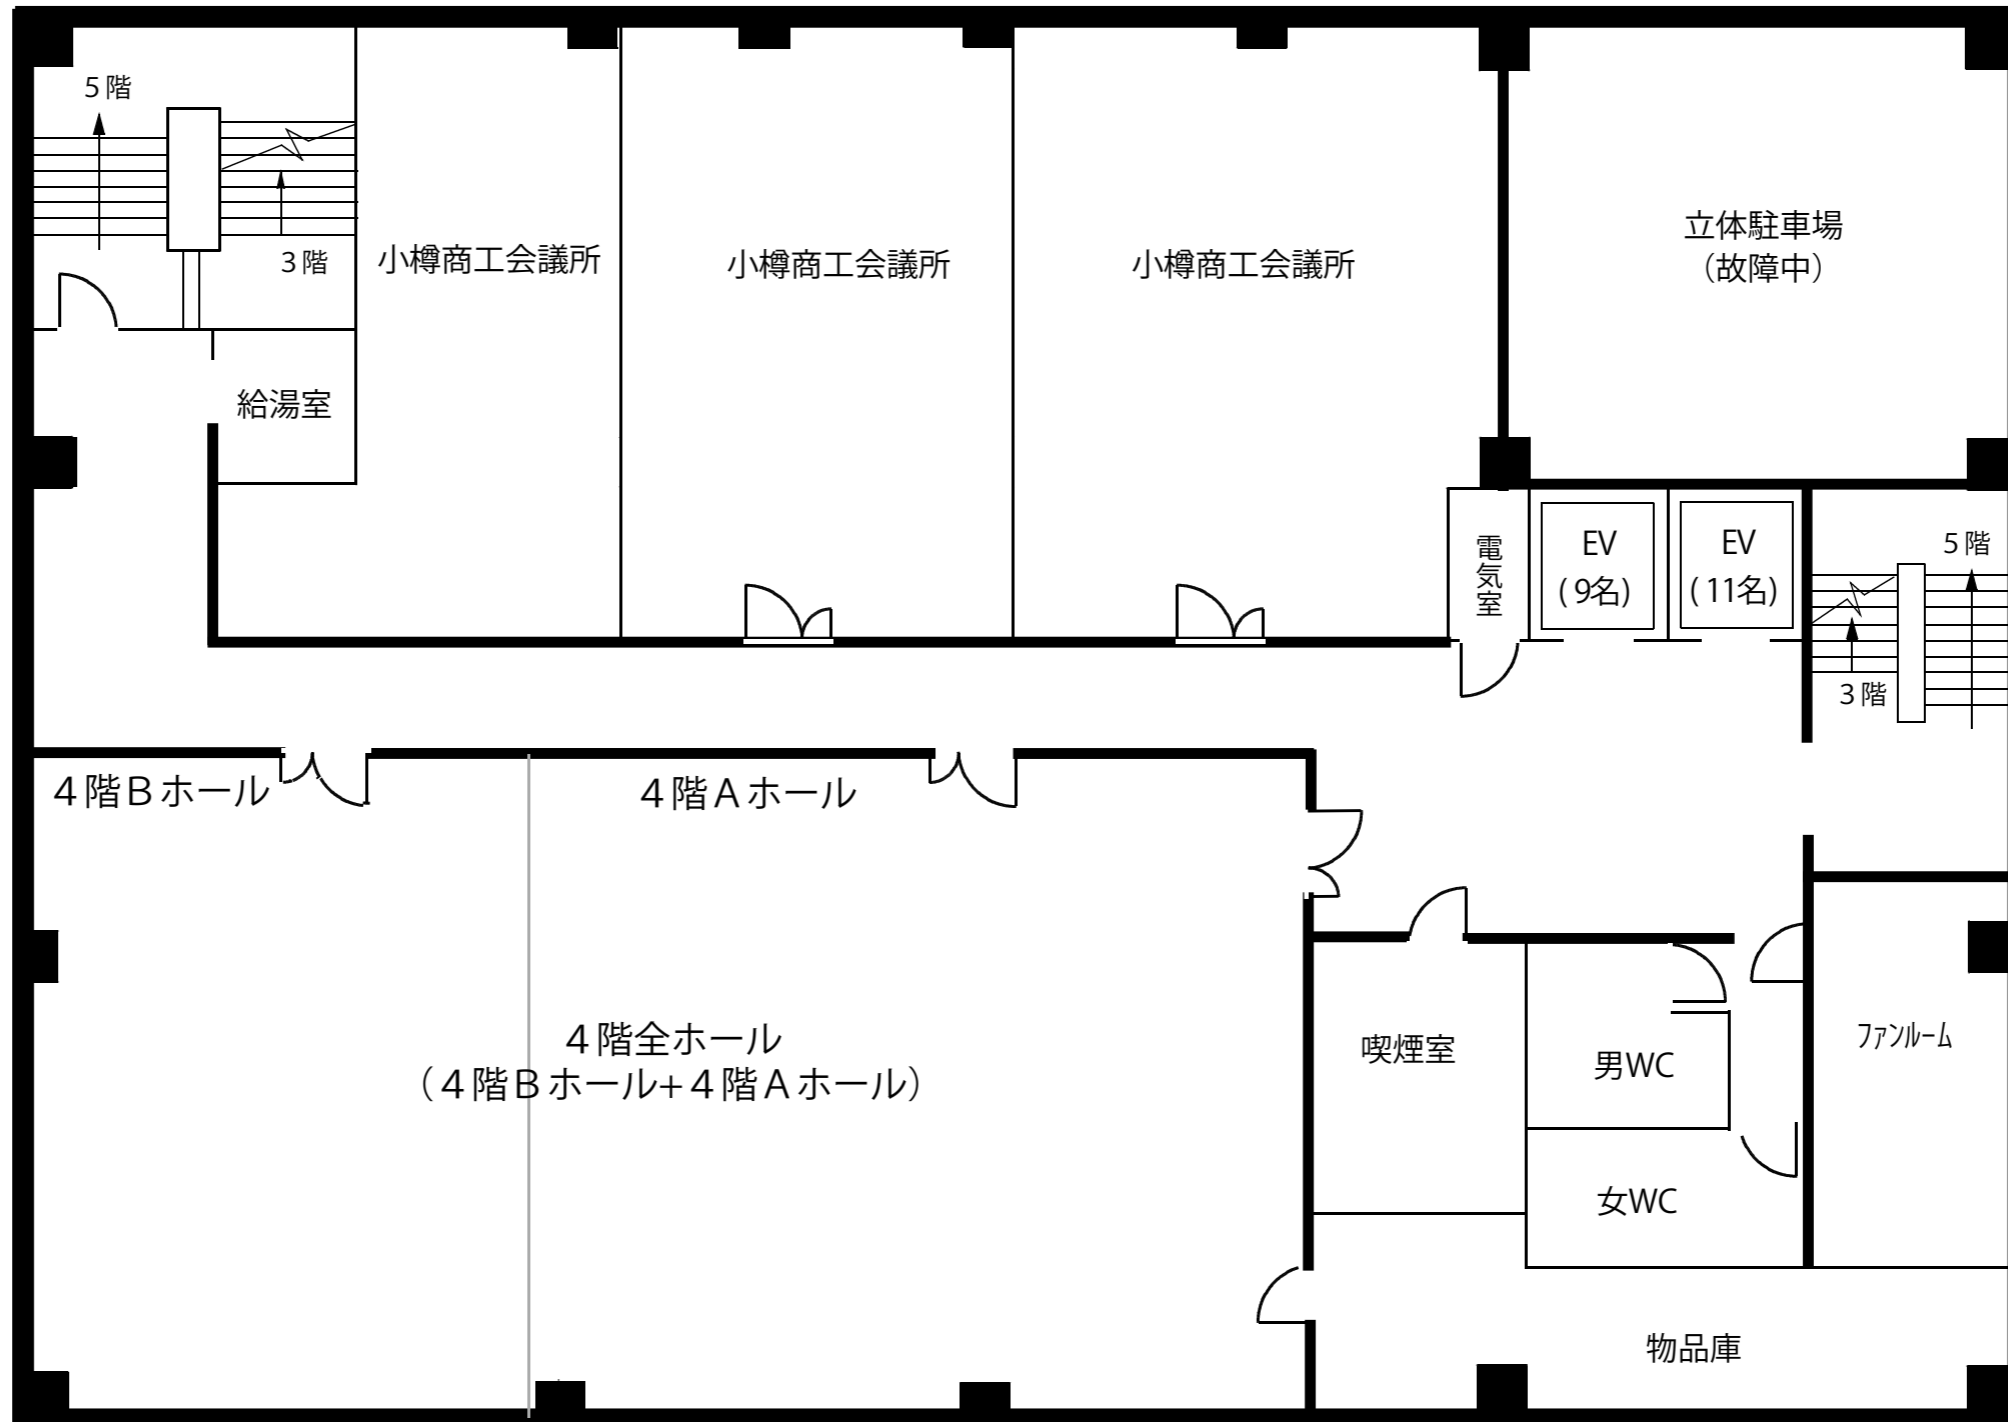 ５階
３階
小樽商工会議所
小樽商工会議所
小樽商工会議所
立体駐車場
（故障中）
給湯室
電気室
EV
( 9名)
EV
( 11名)
５階
３階
４階Ｂホール
４階Ａホール
４階全ホール
（４階Ｂホール+４階Ａホール）
喫煙室
男WC
女WC
ﾌｧﾝﾙｰﾑ
物品庫